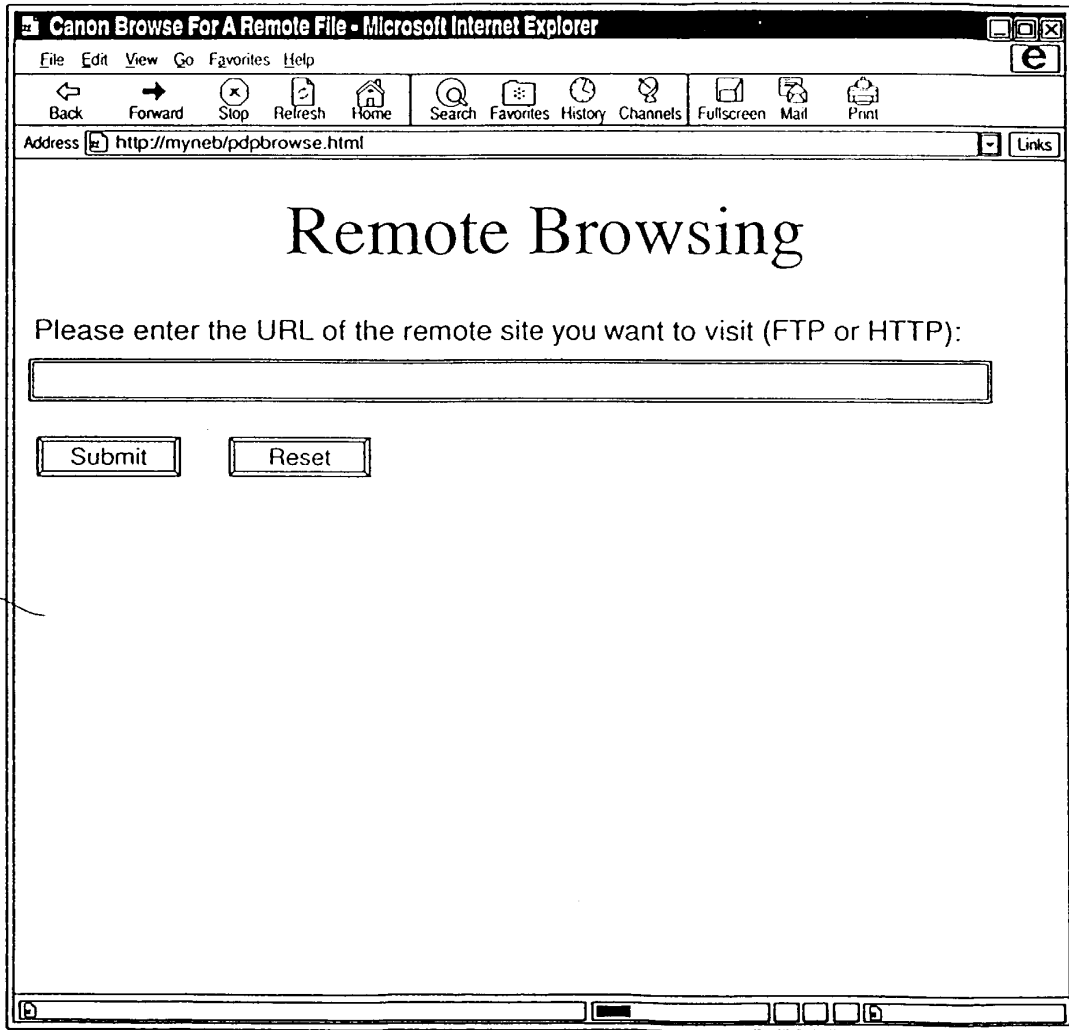 Canon Browse For A Remote File - Microsoft Internet Explorer
File Edit View Go Favorites Help
e
Back Forward Stop Refresh Home Search Favorites History Channels Fullscreen Mail Print
Address http://myneb/pdpbrowse.html Links
Remote Browsing
Please enter the URL of the remote site you want to visit (FTP or HTTP):
Submit Reset